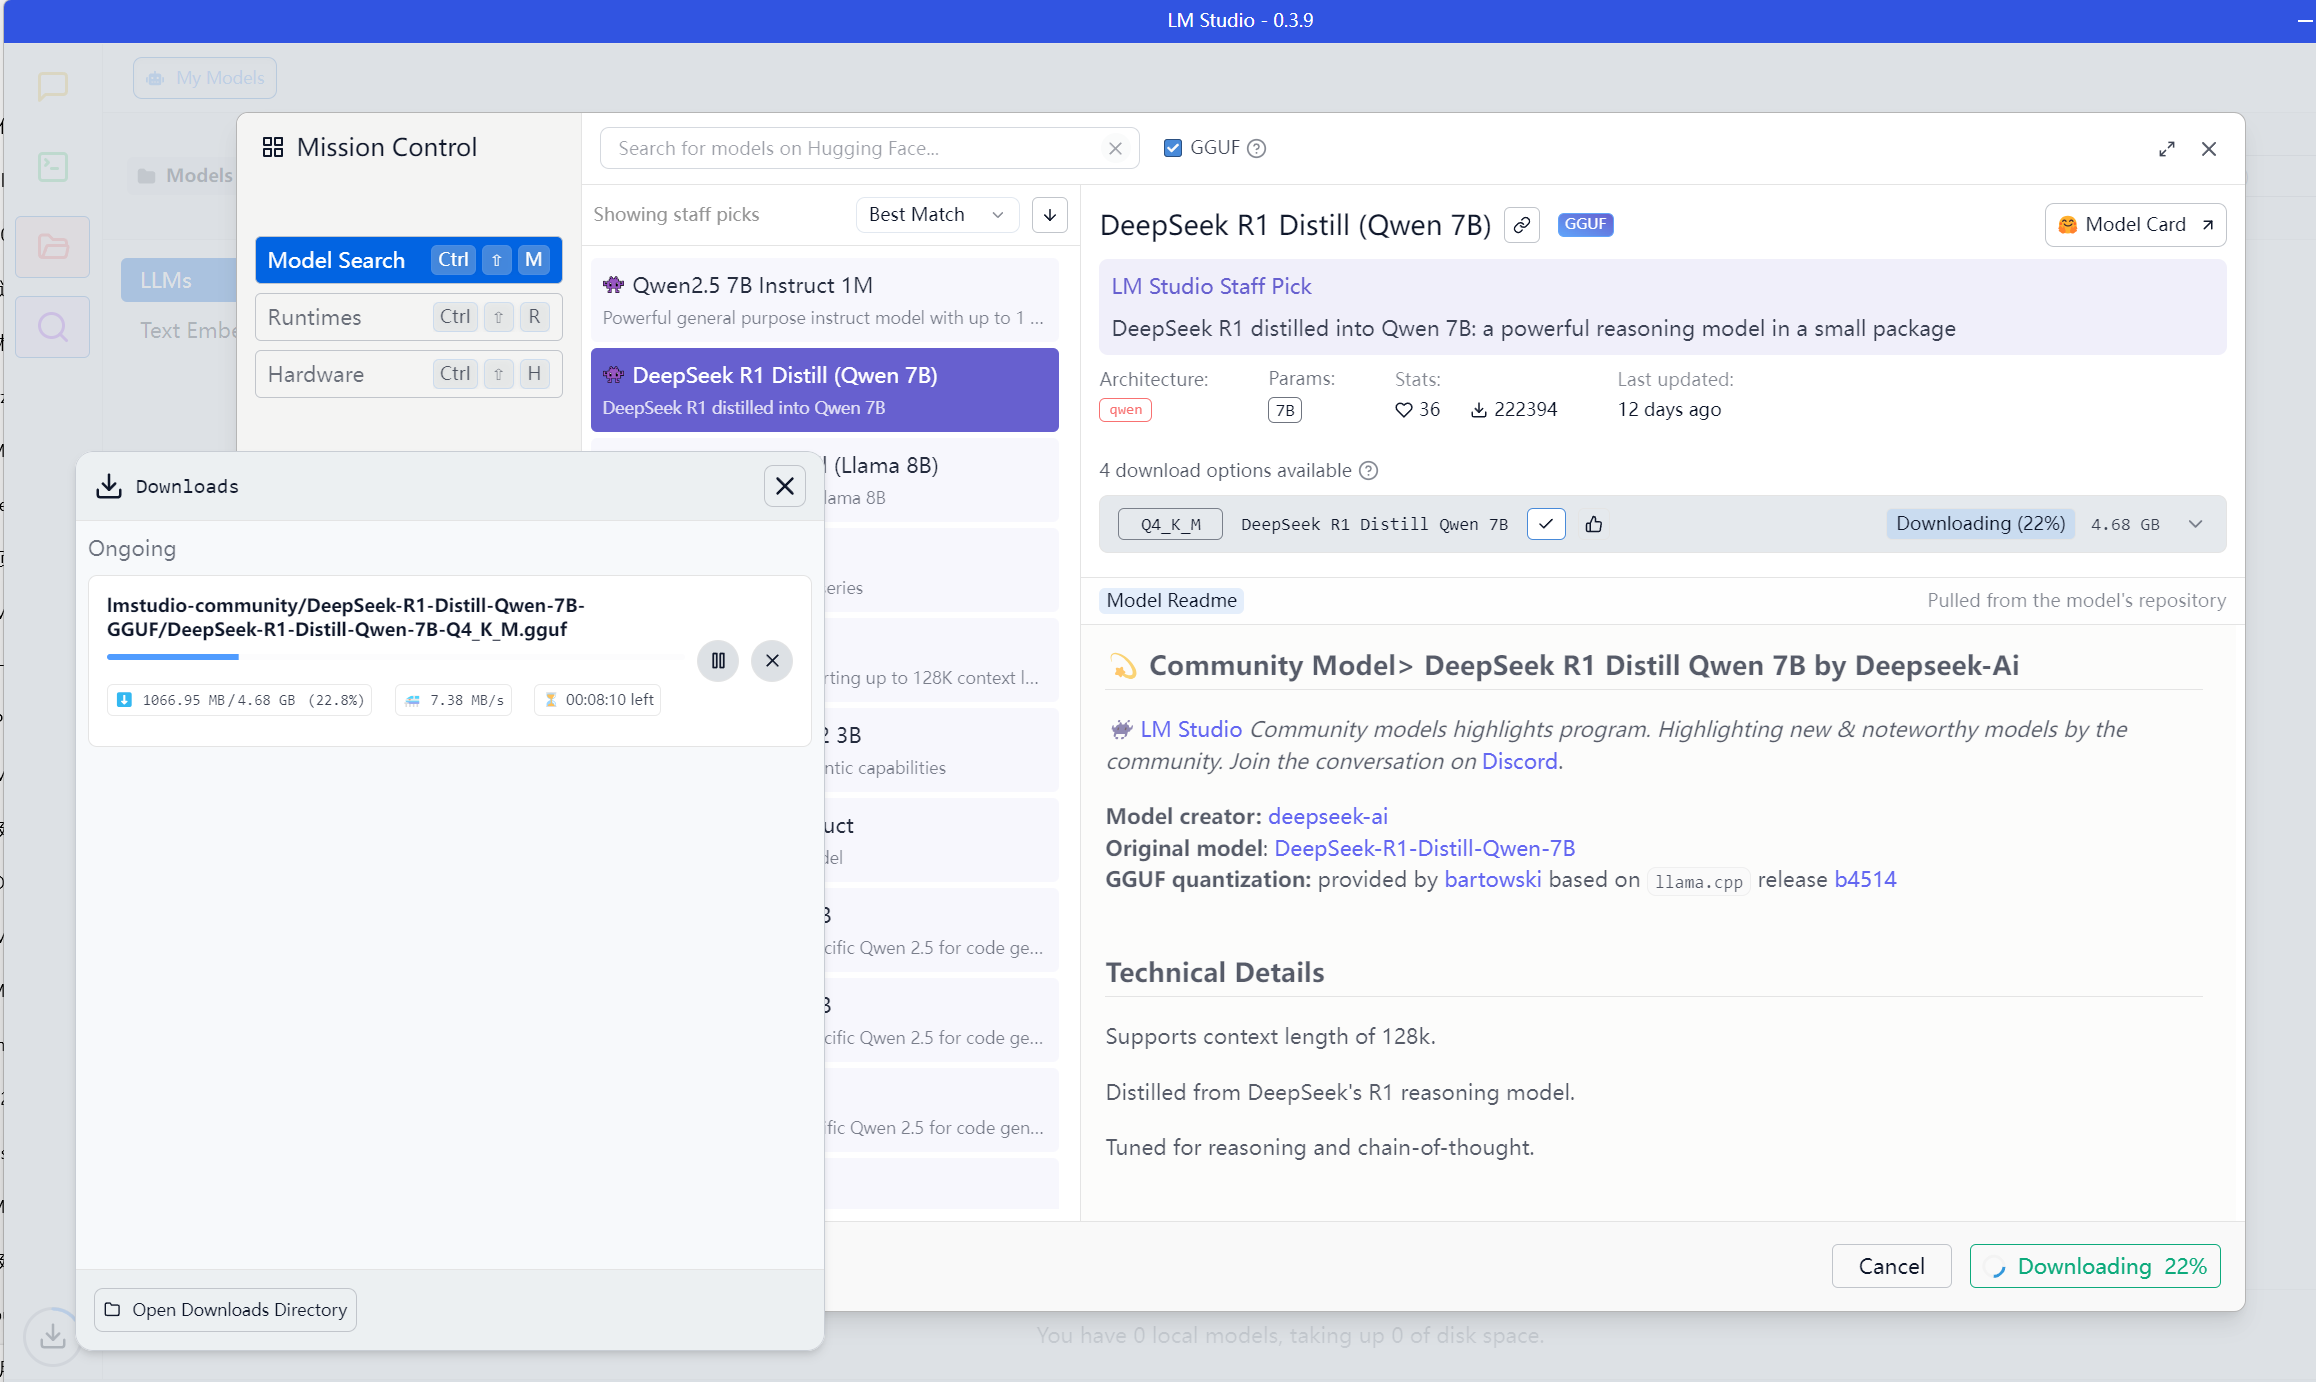 LM Studio - 0.3.9
My Models
Models
LLMs
Text Embe
Mission Control
Model Search Ctrl ⇧ M
Runtimes Ctrl ⇧ R
Hardware Ctrl ⇧ H
Search for models on Hugging Face...
GGUF
Showing staff picks
Best Match
Qwen2.5 7B Instruct 1M
Powerful general purpose instruct model with up to 1 ...
DeepSeek R1 Distill (Qwen 7B)
DeepSeek R1 distilled into Qwen 7B
(Llama 8B)
lama 8B
eries
rting up to 128K context l...
2 3B
ntic capabilities
uct
del
B
cific Qwen 2.5 for code ge...
B
cific Qwen 2.5 for code ge...
ific Qwen 2.5 for code gen...
DeepSeek R1 Distill (Qwen 7B)
GGUF
Model Card
LM Studio Staff Pick
DeepSeek R1 distilled into Qwen 7B: a powerful reasoning model in a small package
Architecture: Params: Stats: Last updated:
qwen 7B 36 222394 12 days ago
4 download options available
Q4_K_M DeepSeek R1 Distill Qwen 7B Downloading (22%) 4.68 GB
Model Readme
Pulled from the model's repository
Community Model> DeepSeek R1 Distill Qwen 7B by Deepseek-Ai
LM Studio Community models highlights program. Highlighting new & noteworthy models by the
community. Join the conversation on Discord.
Model creator: deepseek-ai
Original model: DeepSeek-R1-Distill-Qwen-7B
GGUF quantization: provided by bartowski based on llama.cpp release b4514
Technical Details
Supports context length of 128k.
Distilled from DeepSeek's R1 reasoning model.
Tuned for reasoning and chain-of-thought.
Cancel
Downloading 22%
Downloads
Ongoing
lmstudio-community/DeepSeek-R1-Distill-Qwen-7B-
GGUF/DeepSeek-R1-Distill-Qwen-7B-Q4_K_M.gguf
1066.95 MB/4.68 GB (22.8%)
7.38 MB/s
00:08:10 left
Open Downloads Directory
You have 0 local models, taking up 0 of disk space.